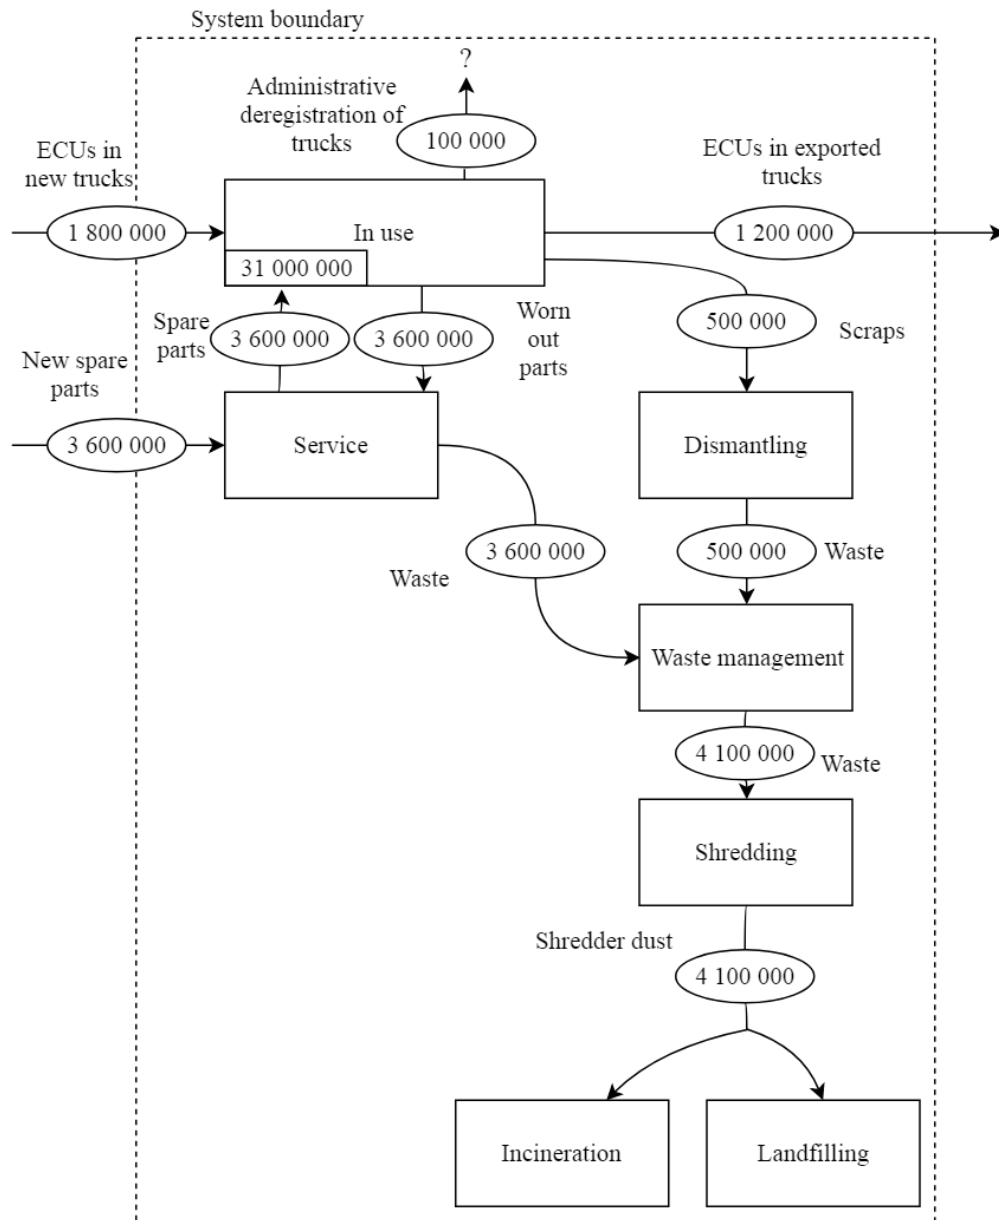 System boundary
?
Administrative
deregistration of
trucks
100 000
ECUs in
new trucks
1 800 000
In use
31 000 000
ECUs in exported
trucks
1 200 000
Spare
parts
3 600 000
3 600 000
Worn
out
parts
500 000
Scraps
New spare
parts
3 600 000
Service
Dismantling
3 600 000
Waste
500 000
Waste
Waste management
4 100 000
Waste
Shredding
Shredder dust
4 100 000
Incineration
Landfilling